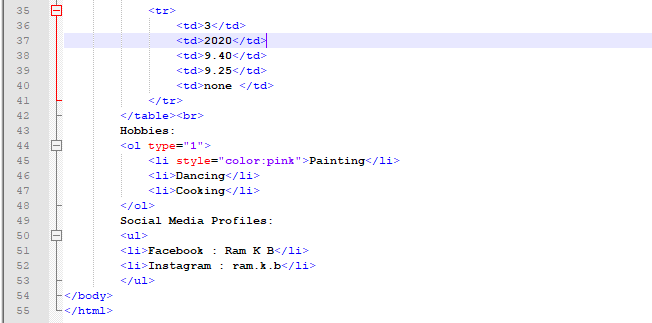 35 <tr>
36 <td>3</td>
37 <td>2020</td>
38 <td>9.40</td>
39 <td>9.25</td>
40 <td>none </td>
41 </tr>
42 </table><br>
43 Hobbies:
44 <ol type="1">
45 <li style="color:pink">Painting</li>
46 <li>Dancing</li>
47 <li>Cooking</li>
48 </ol>
49 Social Media Profiles:
50 <ul>
51 <li>Facebook : Ram K B</li>
52 <li>Instagram : ram.k.b</li>
53 </ul>
54 </body>
55 </html>